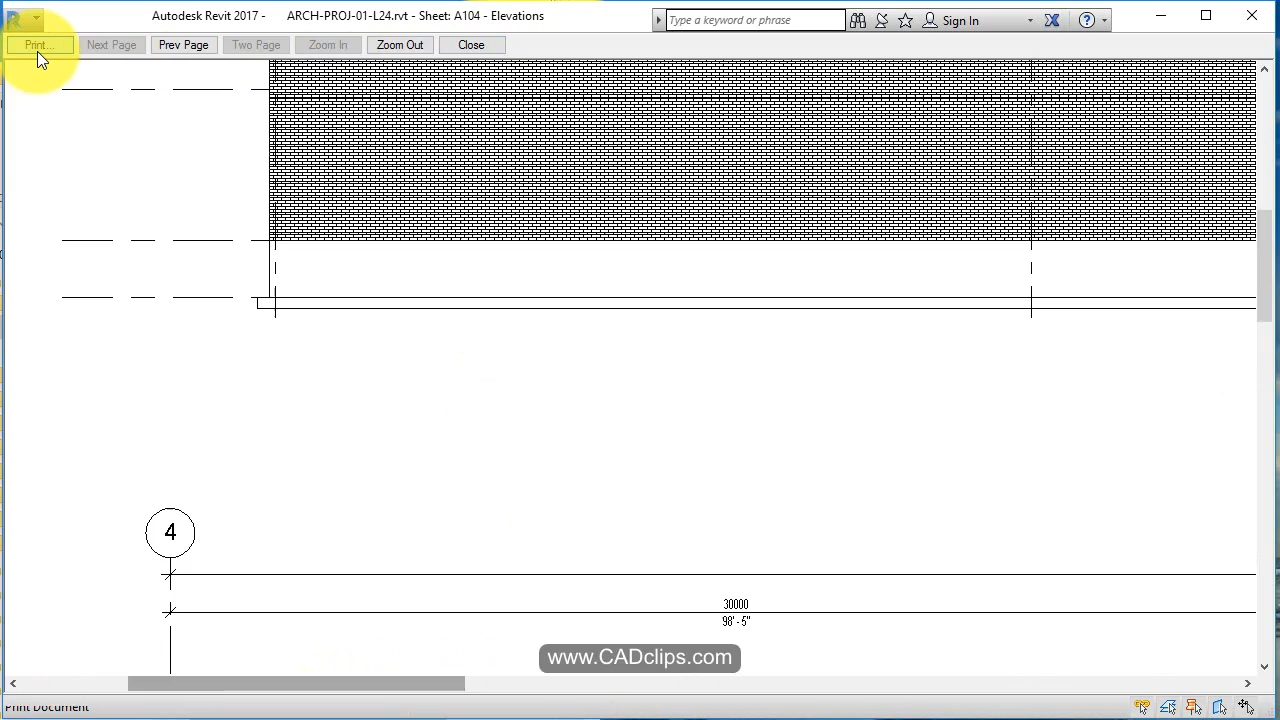 Autodesk Revit 2017 - ARCH-PROJ-01-L24.rvt - Sheet: A104 - Elevations
Type a keyword or phrase
Sign In
Print... Next Page Prev Page Two Page Zoom In Zoom Out Close
4
30000
98' - 5"
www.CADclips.com
Print Document